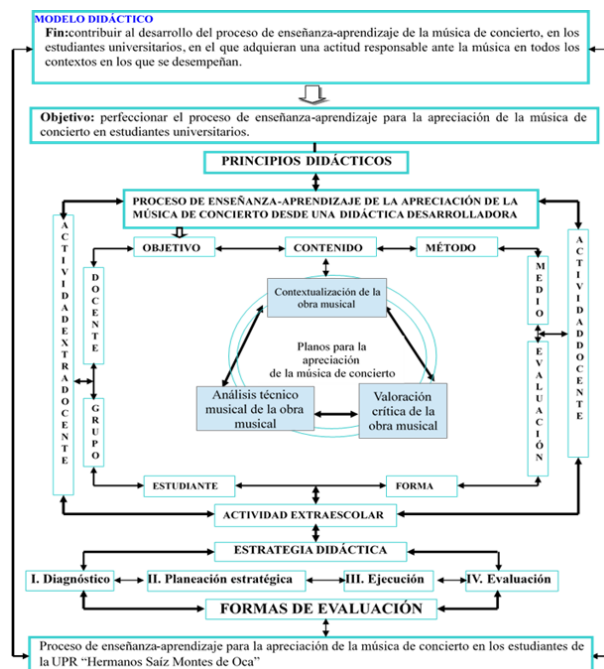 MODELO DIDÁCTICO
Fin:contribuir al desarrollo del proceso de enseñanza-aprendizaje de la música de concierto, en los
estudiantes universitarios, en el que adquieran una actitud responsable ante la música en todos los
contextos en los que se desempeñan.
Objetivo: perfeccionar el proceso de enseñanza-aprendizaje para la apreciación de la música de
concierto en estudiantes universitarios.
PRINCIPIOS DIDÁCTICOS
PROCESO DE ENSEÑANZA-APRENDIZAJE DE LA APRECIACIÓN DE LA
MÚSICA DE CONCIERTO DESDE UNA DIDÁCTICA DESARROLLADORA
ACTIVIDADEXTRADOCENTE
OBJETIVO
CONTENIDO
MÉTODO
ACTIVIDADDOCENTE
DOCENTE
MEDIO
Contextualización de la
obra musical
Planos para la
apreciación
de la música de concierto
GRUPO
EVALUACIÓN
Análisis técnico
musical de la obra
musical
Valoración
crítica de la
obra musical
ESTUDIANTE
FORMA
ACTIVIDAD EXTRAESCOLAR
ESTRATEGIA DIDÁCTICA
I. Diagnóstico
II. Planeación estratégica
III. Ejecución
IV. Evaluación
FORMAS DE EVALUACIÓN
Proceso de enseñanza-aprendizaje para la apreciación de la música de concierto en los estudiantes de
la UPR “Hermanos Saíz Montes de Oca”